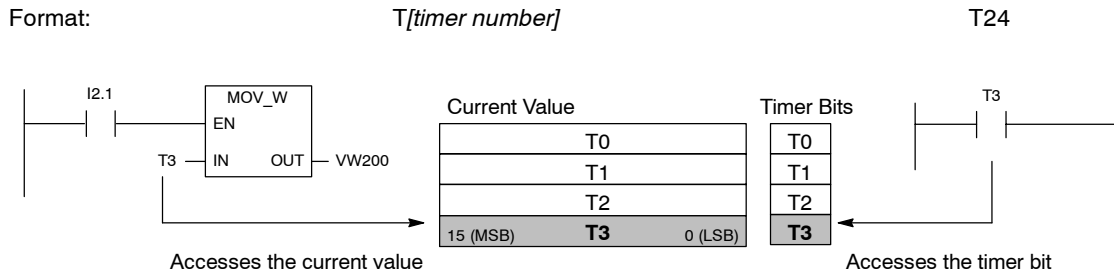 Format: T[timer number] T24
I2.1
MOV_W
EN
T3 IN OUT VW200
Current Value
T0
T1
T2
15 (MSB) T3 0 (LSB)
Timer Bits
T0
T1
T2
T3
T3
Accesses the current value
Accesses the timer bit